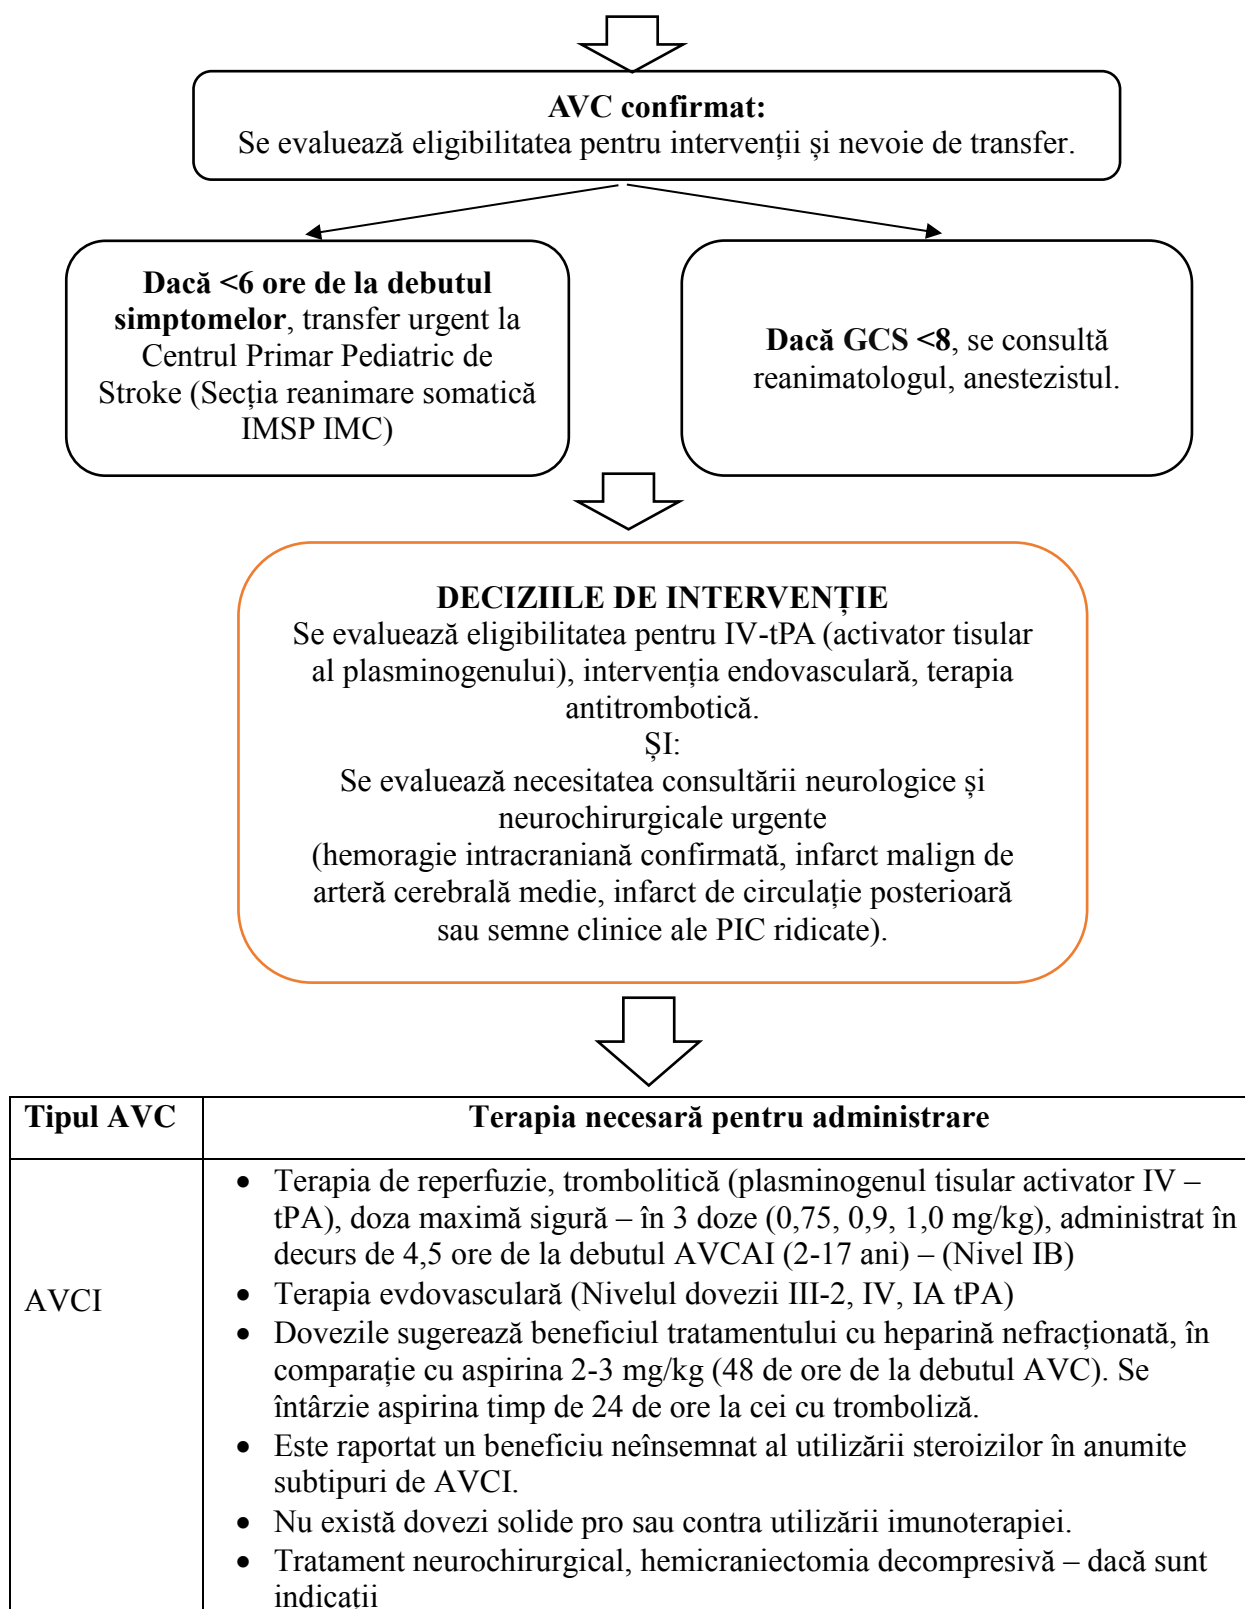 AVC confirmat:
Se evaluează eligibilitatea pentru intervenții și nevoie de transfer.
Dacă <6 ore de la debutul
simptomelor, transfer urgent la
Centrul Primar Pediatric de
Stroke (Secția reanimare somatică
IMSP IMC)
Dacă GCS <8, se consultă
reanimatologul, anestezistul.
DECIZIILE DE INTERVENȚIE
Se evaluează eligibilitatea pentru IV-tPA (activator tisular
al plasminogenului), intervenția endovasculară, terapia
antitrombotică.
ȘI:
Se evaluează necesitatea consultării neurologice și
neurochirurgicale urgente
(hemoragie intracraniană confirmată, infarct malign de
arteră cerebrală medie, infarct de circulație posterioară
sau semne clinice ale PIC ridicate).
Tipul AVC
Terapia necesară pentru administrare
AVCI
• Terapia de reperfuzie, trombolitică (plasminogenul tisular activator IV –
tPA), doza maximă sigură – în 3 doze (0,75, 0,9, 1,0 mg/kg), administrat în
decurs de 4,5 ore de la debutul AVCAI (2-17 ani) – (Nivel IB)
• Terapia evdovasculară (Nivelul dovezii III-2, IV, IA tPA)
• Dovezile sugerează beneficiul tratamentului cu heparină nefracționată, în
comparație cu aspirina 2-3 mg/kg (48 de ore de la debutul AVC). Se
întârzie aspirina timp de 24 de ore la cei cu tromboliză.
• Este raportat un beneficiu neînsemnat al utilizării steroizilor în anumite
subtipuri de AVCI.
• Nu există dovezi solide pro sau contra utilizării imunoterapiei.
• Tratament neurochirurgical, hemicraniectomia decompresivă – dacă sunt
indicații